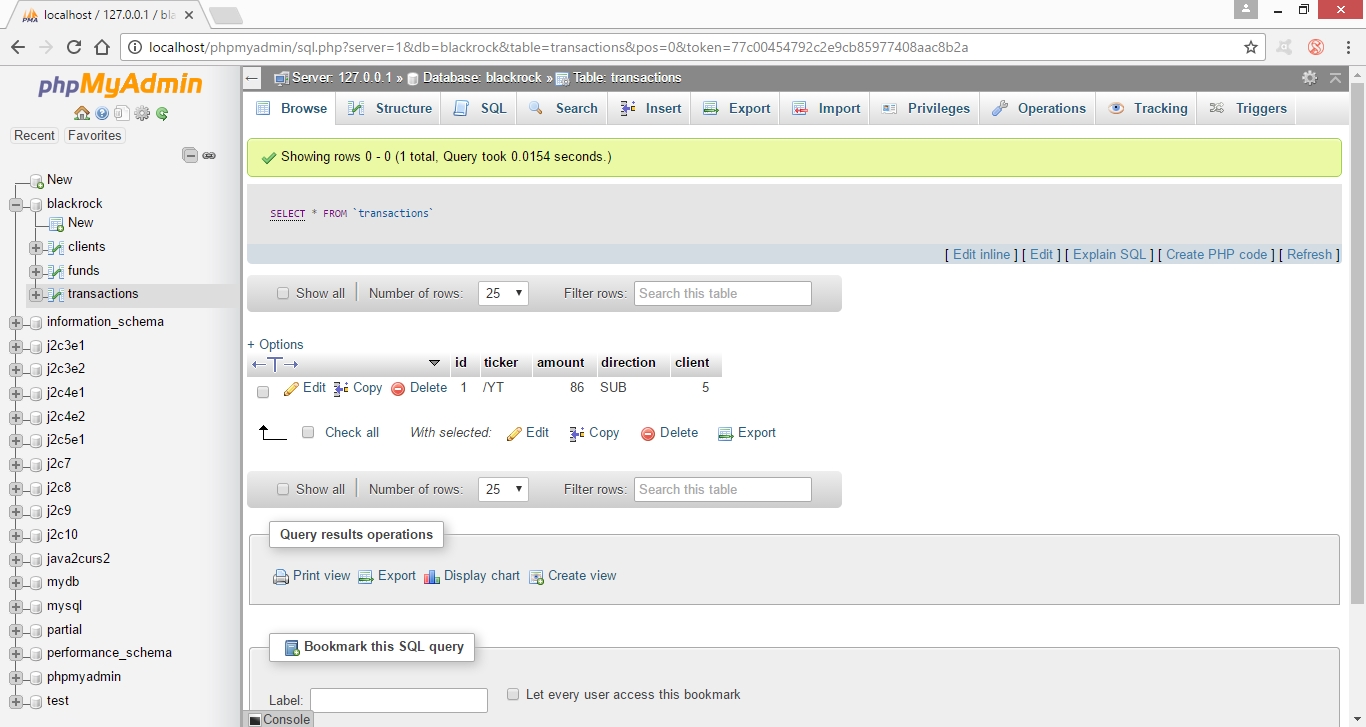 localhost / 127.0.0.1 / bla
localhost/phpmyadmin/sql.php?server=1&db=blackrock&table=transactions&pos=0&token=77c00454792c2e9cb85977408aac8b2a
phpMyAdmin
Recent Favorites
New
blackrock
New
clients
funds
transactions
information_schema
j2c3e1
j2c3e2
j2c4e1
j2c4e2
j2c5e1
j2c7
j2c8
j2c9
j2c10
java2curs2
mydb
mysql
partial
performance_schema
phpmyadmin
test
Server: 127.0.0.1 » Database: blackrock » Table: transactions
Browse Structure SQL Search Insert Export Import Privileges Operations Tracking Triggers
Showing rows 0 - 0 (1 total, Query took 0.0154 seconds.)
SELECT * FROM `transactions`
[ Edit inline ] [ Edit ] [ Explain SQL ] [ Create PHP code ] [ Refresh ]
Show all | Number of rows: 25 Filter rows: Search this table
+ Options
id ticker amount direction client
Edit Copy Delete 1 /YT 86 SUB 5
Check all With selected: Edit Copy Delete Export
Show all | Number of rows: 25 Filter rows: Search this table
Query results operations
Print view Export Display chart Create view
Bookmark this SQL query
Label: Let every user access this bookmark
Console